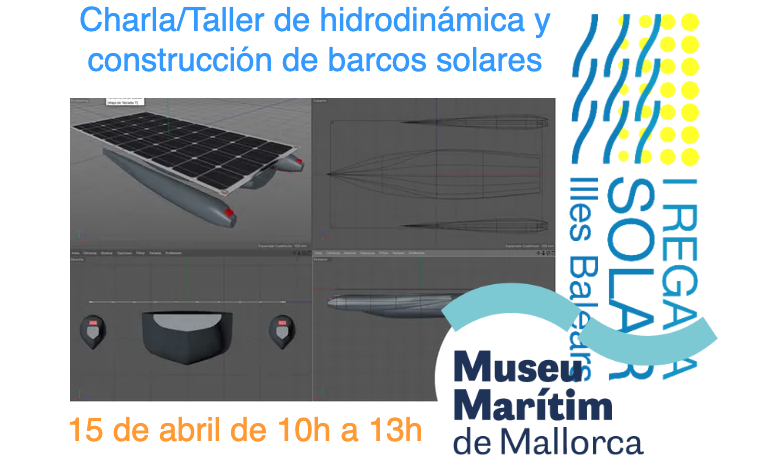 Charla/Taller de hidrodinámica y
construcción de barcos solares
I REGATA
SOLAR
Illes Balears
Museu
Marítim
de Mallorca
15 de abril de 10h a 13h